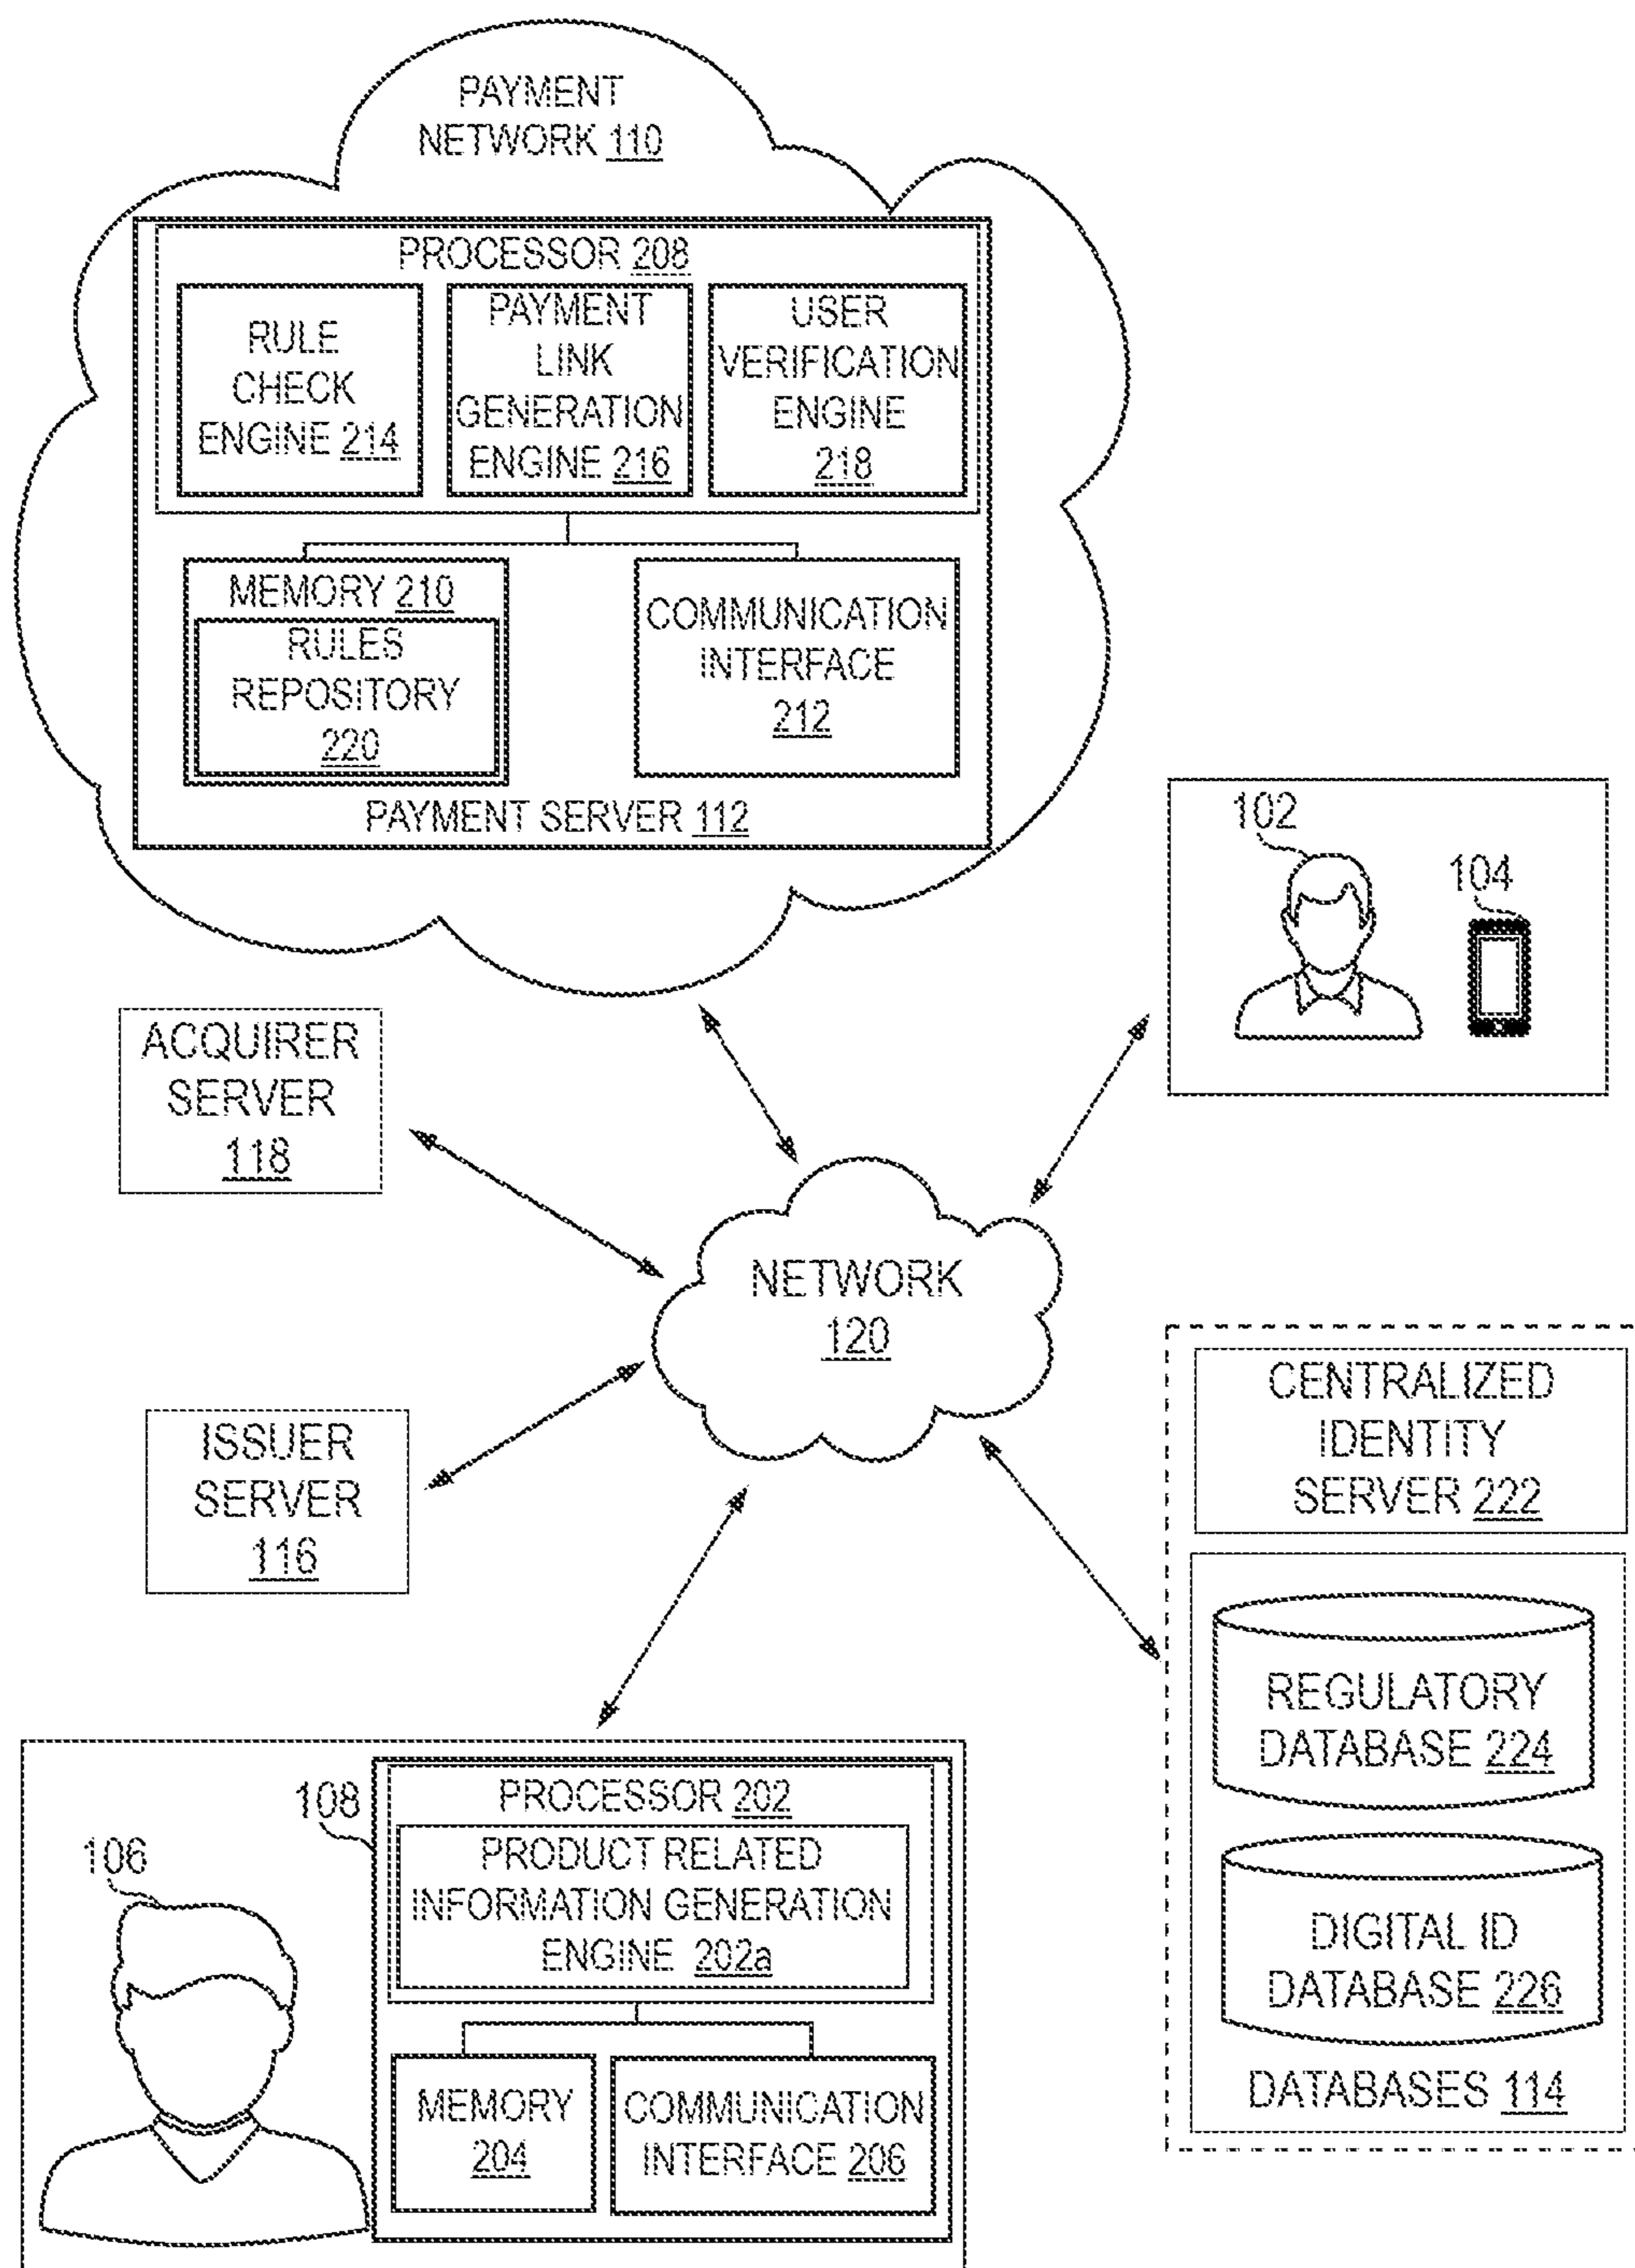 PAYMENT
NETWORK 110
PROCESSOR 208
RULE
CHECK
ENGINE 214
PAYMENT
LINK
GENERATION
ENGINE 216
USER
VERIFICATION
ENGINE
218
MEMORY 210
RULES
REPOSITORY
220
COMMUNICATION
INTERFACE
212
PAYMENT SERVER 112
102
104
ACQUIRER
SERVER
118
NETWORK
120
ISSUER
SERVER
116
CENTRALIZED
IDENTITY
SERVER 222
REGULATORY
DATABASE 224
DIGITAL ID
DATABASE 226
DATABASES 114
106
108
PROCESSOR 202
PRODUCT RELATED
INFORMATION GENERATION
ENGINE 202a
MEMORY
204
COMMUNICATION
INTERFACE 206